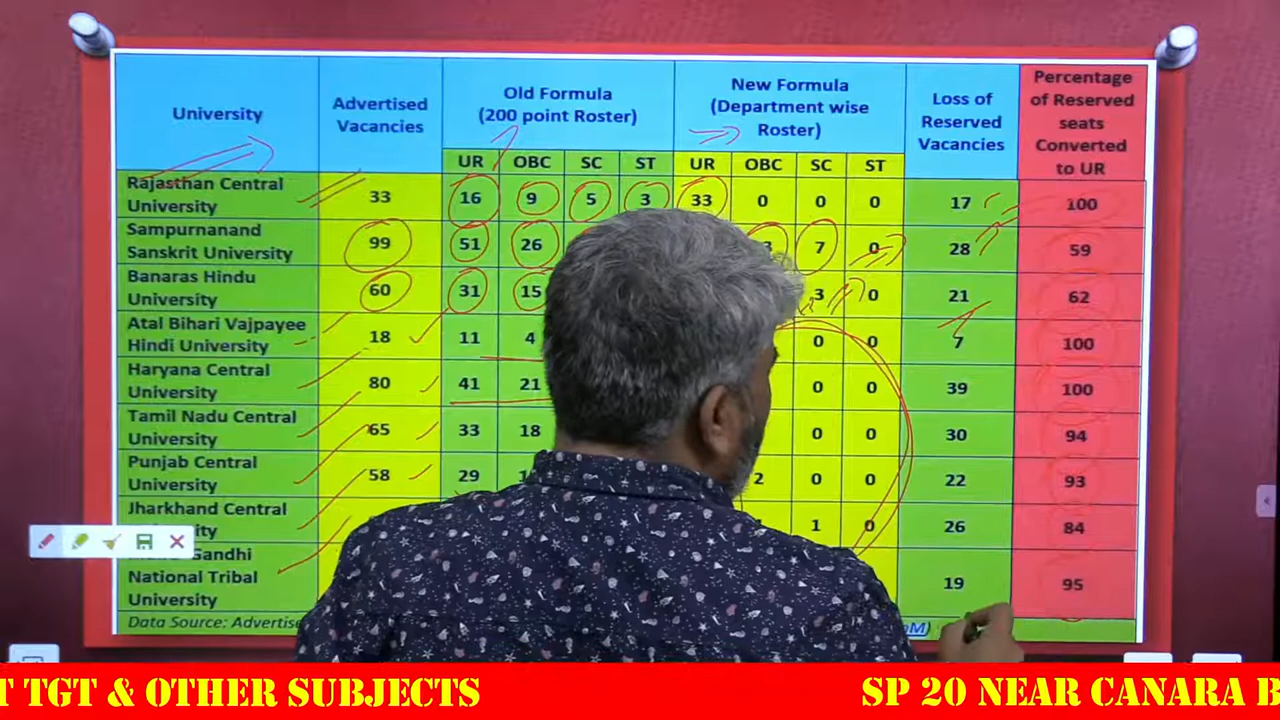 University
Advertised
Vacancies
Old Formula
(200 point Roster)
New Formula
(Department wise
Roster)
Loss of
Reserved
Vacancies
Percentage
of Reserved
seats
Converted
to UR
UR OBC SC ST UR OBC SC ST
Rajasthan Central
University
33 16 9 5 3 33 0 0 0 17 100
Sampurnanand
Sanskrit University
99 51 26 7 0 28 59
Banaras Hindu
University
60 31 15 3 0 21 62
Atal Bihari Vajpayee
Hindi University
18 11 4 0 0 7 100
Haryana Central
University
80 41 21 0 0 39 100
Tamil Nadu Central
University
65 33 18 0 0 30 94
Punjab Central
University
58 29 2 0 0 22 93
Jharkhand Central
1 0 26 84
Gandhi
National Tribal
University
19 95
Data Source:
T TGT & OTHER SUBJECTS SP 20 NEAR CANARA B